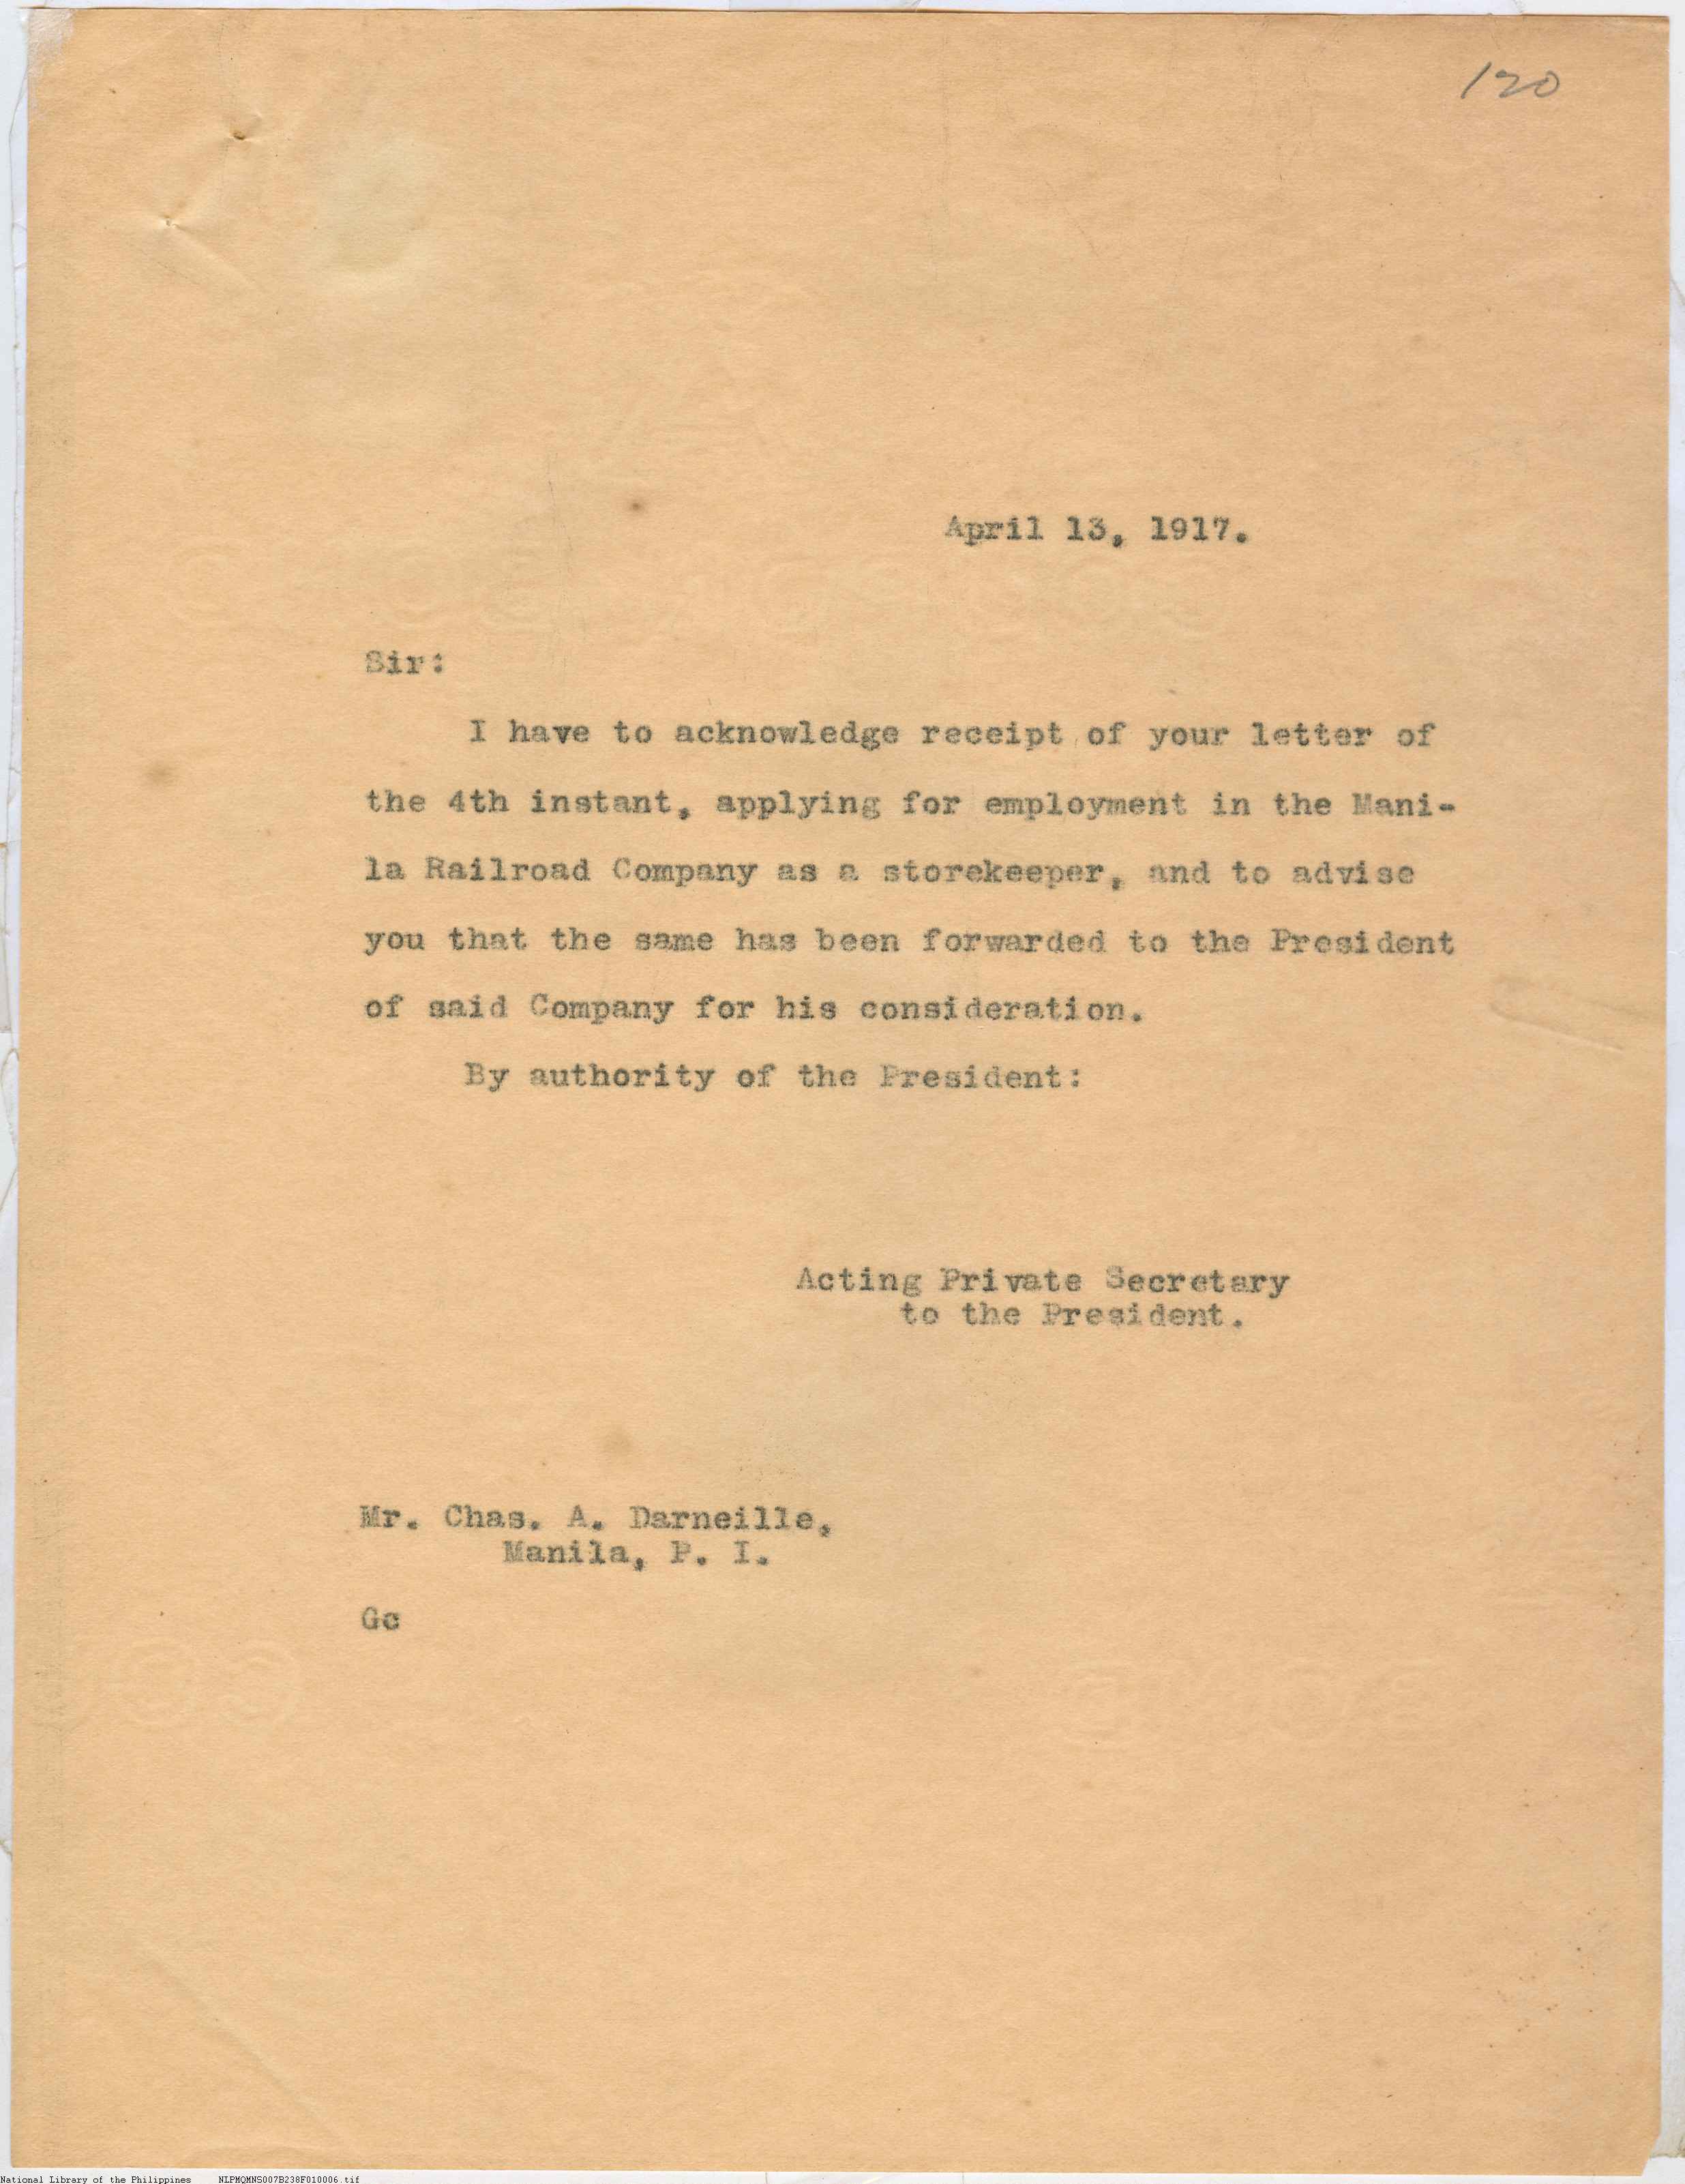 120
April 13, 1917.
Sir:
I have to acknowledge receipt of your letter of
the 4th instant, applying for employment in the Mani-
la Railroad Company as a storekeeper, and to advise
you that the same has been forwarded to the President
of said Company for his consideration.
By authority of the President:
Acting Private Secretary
to the President.
Mr. Chas. A. Darneille,
Manila, P. I.
Gc
National Library of the Philippines NLPMQMNS007B238F010006.tif